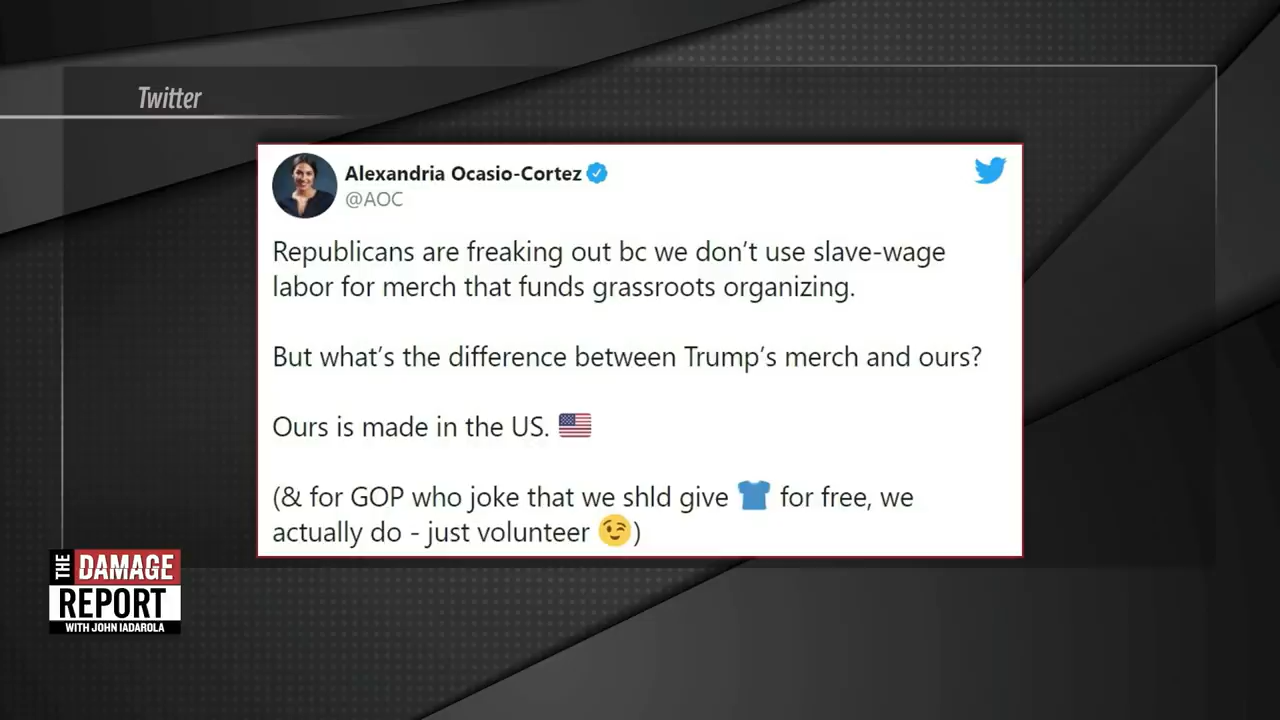 Twitter
Alexandria Ocasio-Cortez
@AOC
Republicans are freaking out bc we don’t use slave-wage
labor for merch that funds grassroots organizing.
But what’s the difference between Trump’s merch and ours?
Ours is made in the US. 🇺🇸
(& for GOP who joke that we shld give 👕 for free, we
actually do - just volunteer 😉)
THE DAMAGE
REPORT
WITH JOHN IADAROLA